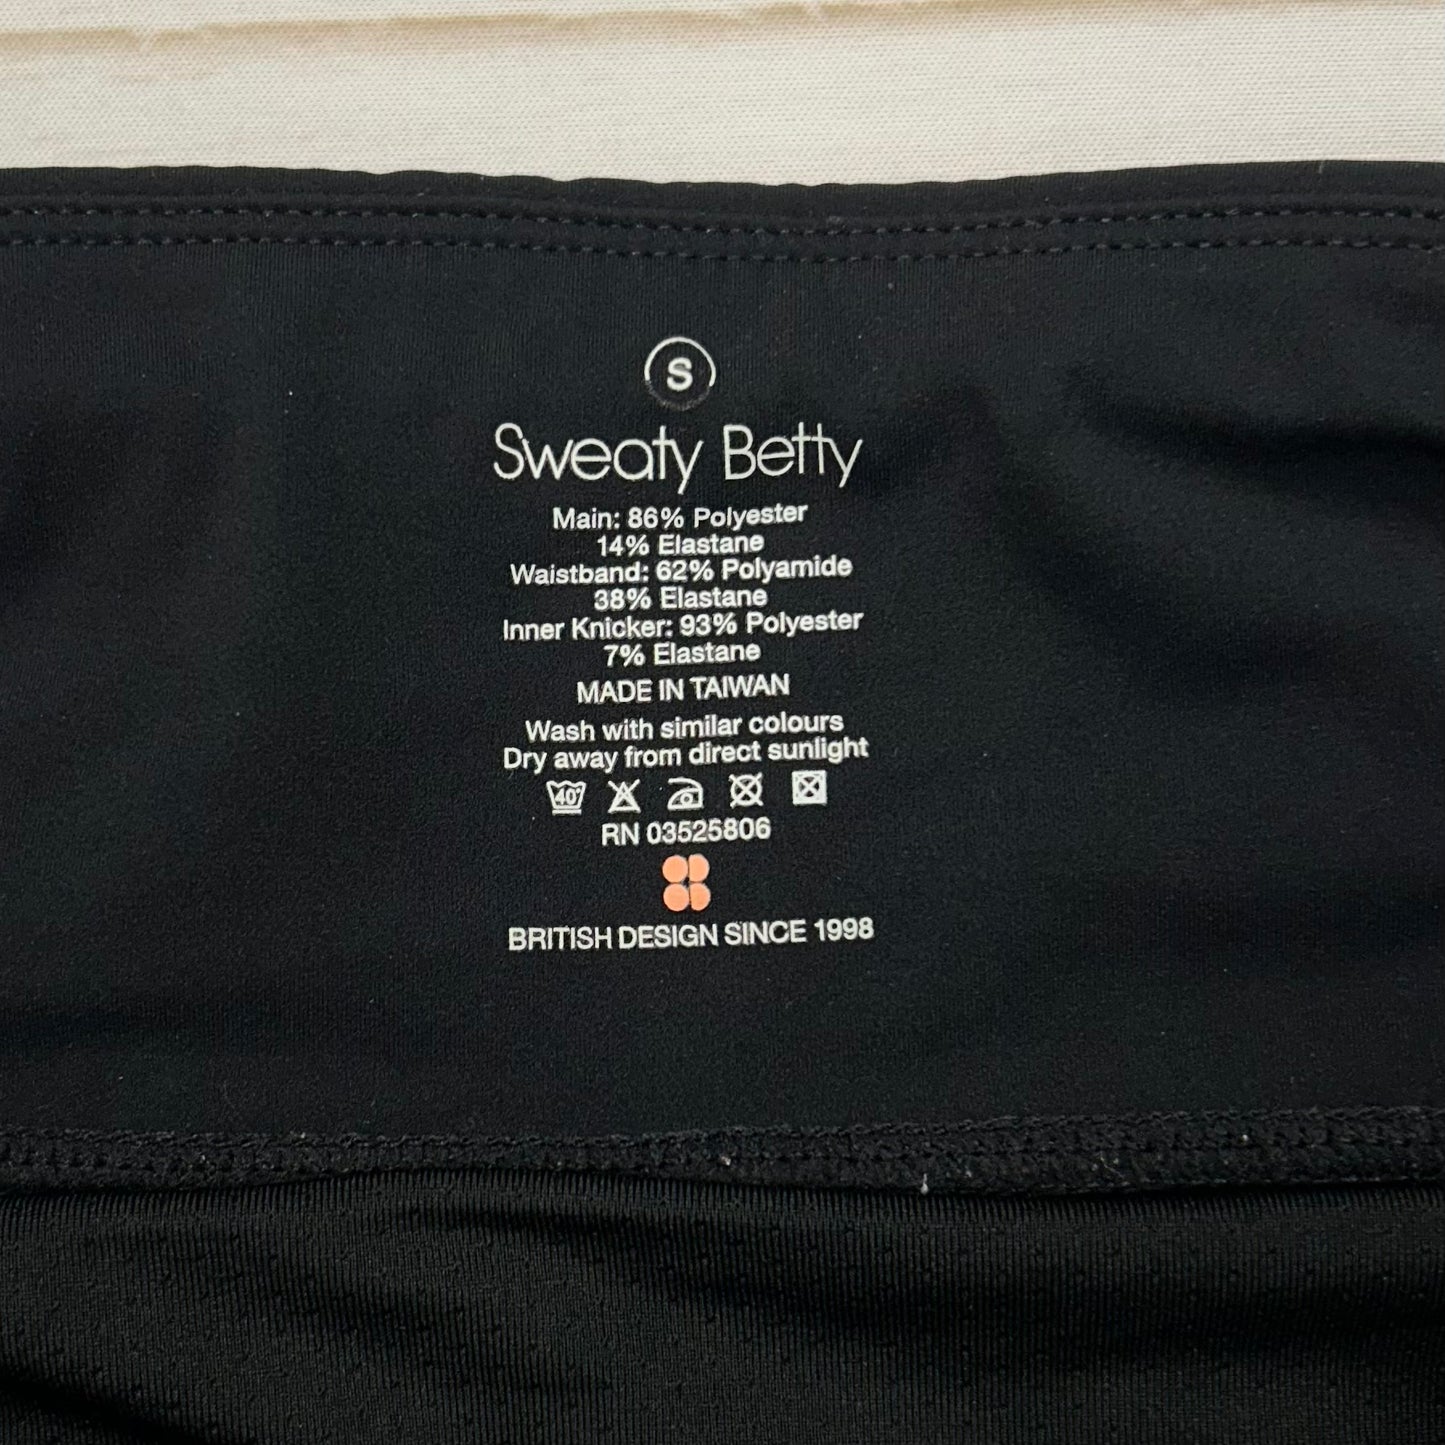 S
Sweaty Betty
Main: 86% Polyester
14% Elastane
Waistband: 62% Polyamide
38% Elastane
Inner Knicker: 93% Polyester
7% Elastane
MADE IN TAIWAN
Wash with similar colours
Dry away from direct sunlight
40°
RN 03525806
BRITISH DESIGN SINCE 1998